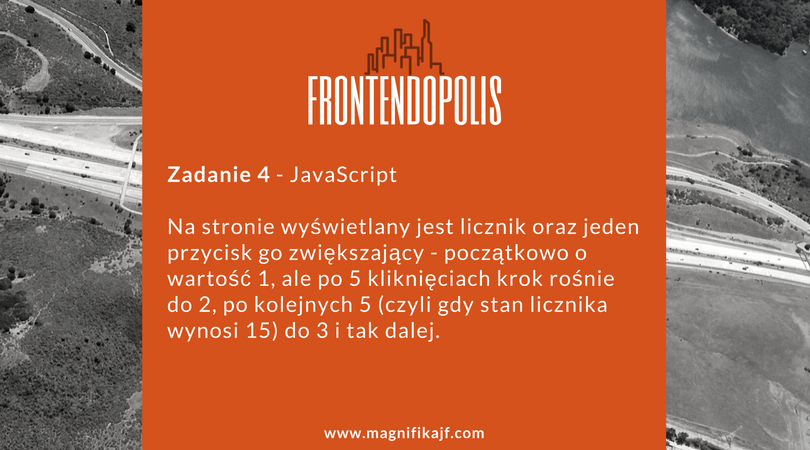 FRONTENDOPOLIS
Zadanie 4 - JavaScript
Na stronie wyświetlany jest licznik oraz jeden
przycisk go zwiększający - początkowo o
wartość 1, ale po 5 kliknięciach krok rośnie
do 2, po kolejnych 5 (czyli gdy stan licznika
wynosi 15) do 3 i tak dalej.
www.magnifikajf.com